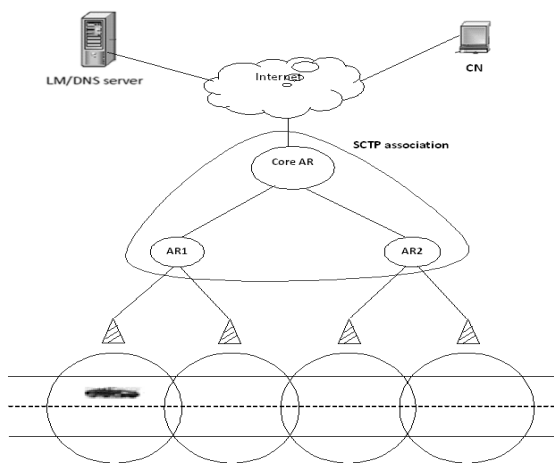 LM/DNS server
Internet
CN
SCTP association
Core AR
AR1
AR2